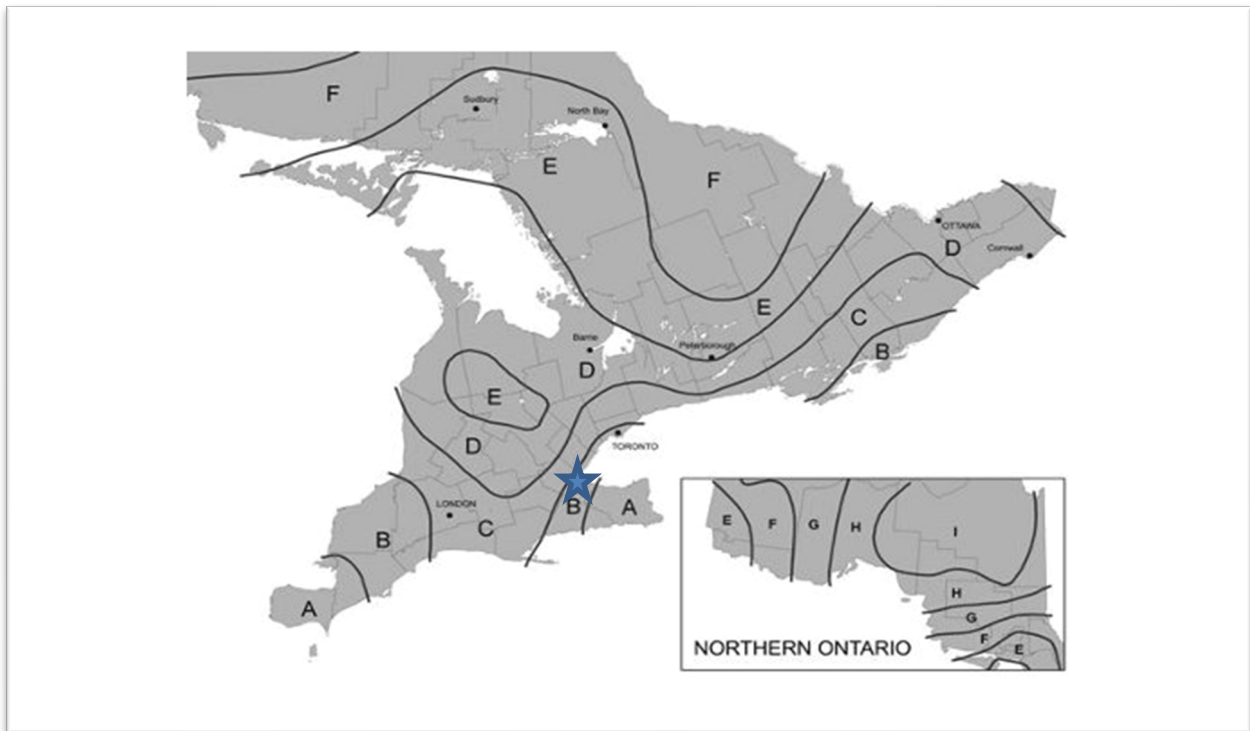 F
Sudbury
North Bay
E
F
OTTAWA
D
Cornwall
E
C
Barrie
Peterborough
D
B
E
D
TORONTO
LONDON
B
A
C
B
A
E
F
G
H
I
H
G
F
E
NORTHERN ONTARIO